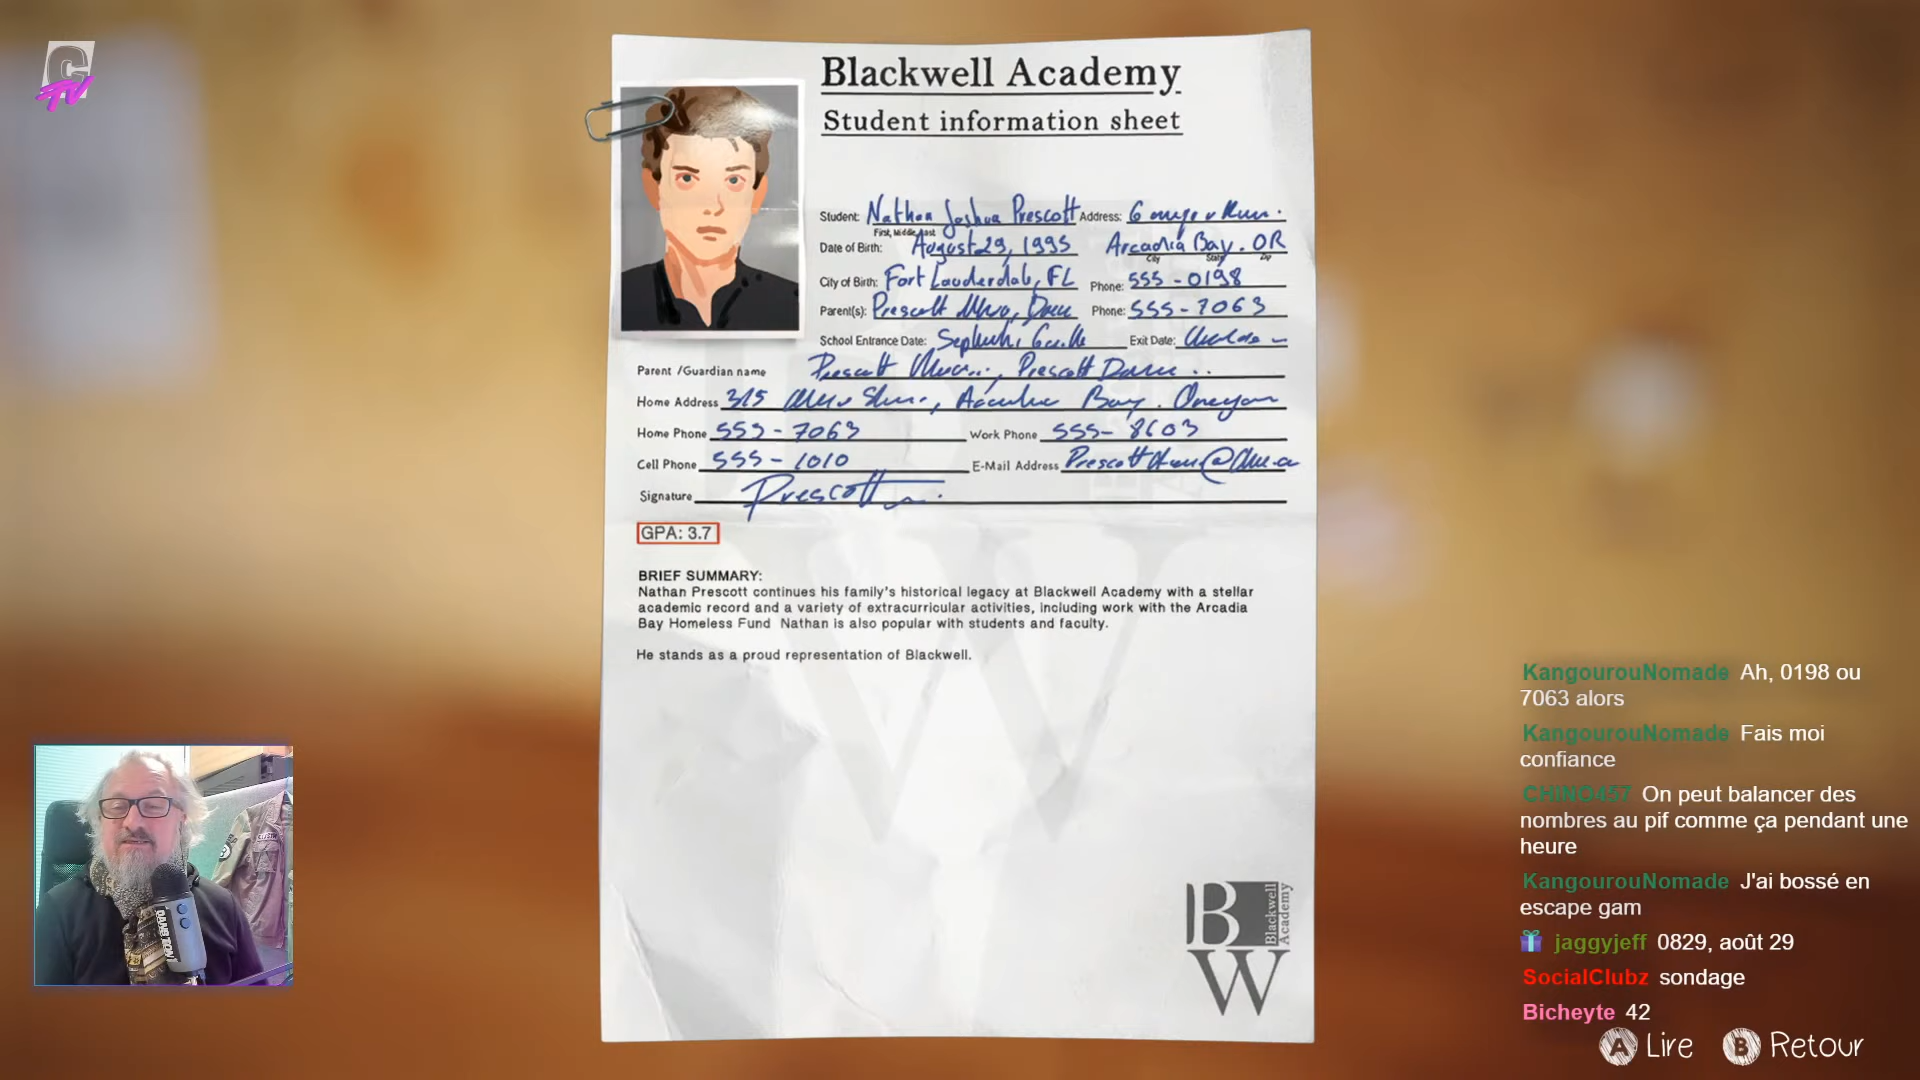 C
TV
Blackwell Academy
Student information sheet
Student: Nathan Joshua Prescott Address:
First, Middle, Last
Date of Birth: August 29, 1995 Arcadia Bay. OR
City State Zip
City of Birth: Fort Lauderdale, FL Phone: 555-0198
Parent(s): Prescott Phone: 555-7063
School Entrance Date: Exit Date:
Parent /Guardian name Prescott Prescott
Home Address 315 Bay.
Home Phone 555-7063 Work Phone 555-8603
Cell Phone 555-1010 E-Mail Address
Signature Prescott
GPA: 3.7
BRIEF SUMMARY:
Nathan Prescott continues his family's historical legacy at Blackwell Academy with a stellar
academic record and a variety of extracurricular activities, including work with the Arcadia
Bay Homeless Fund Nathan is also popular with students and faculty.
He stands as a proud representation of Blackwell.
BW
Blackwell
Academy
KangourouNomade Ah, 0198 ou
7063 alors
KangourouNomade Fais moi
confiance
CHINO457 On peut balancer des
nombres au pif comme ça pendant une
heure
KangourouNomade J'ai bossé en
escape gam
jaggyjeff 0829, août 29
SocialClubz sondage
Bicheyte 42
A Lire B Retour